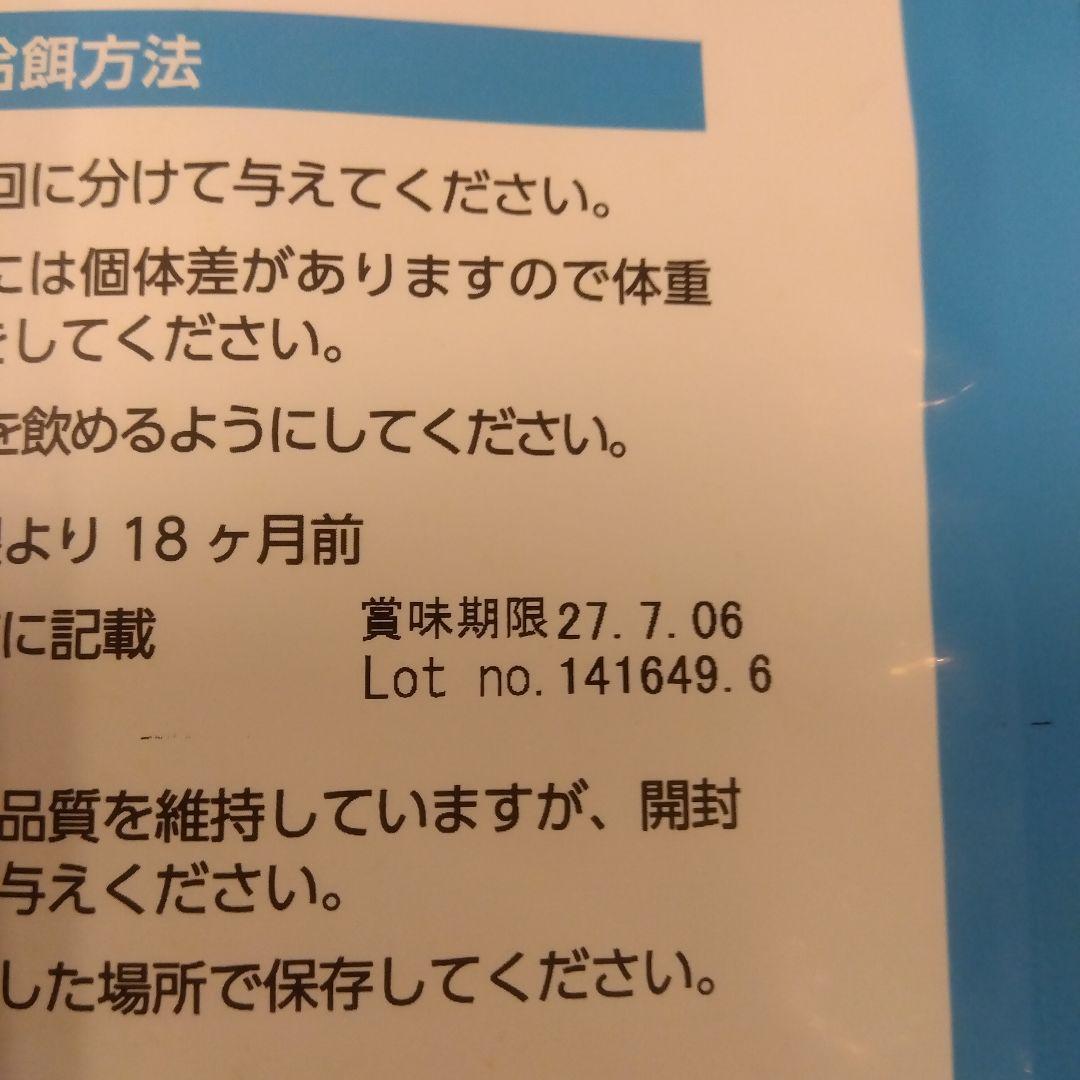 給餌方法
回に分けて与えてください。
には個体差がありますので体重
をしてください。
を飲めるようにしてください。
より18ヶ月前
に記載
賞味期限27.7.06
Lot no.141649.6
品質を維持していますが、開封
与えください。
した場所で保存してください。